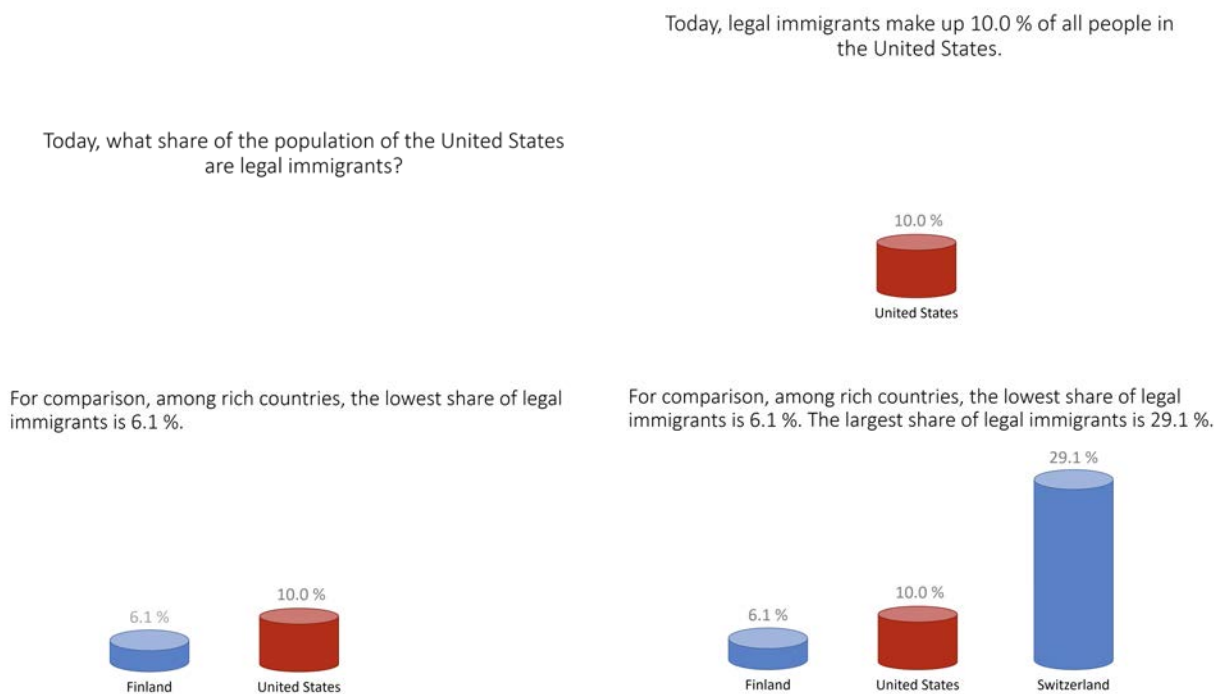 Today, what share of the population of the United States
are legal immigrants?
Today, legal immigrants make up 10.0 % of all people in
the United States.
10.0 %
United States
For comparison, among rich countries, the lowest share of legal
immigrants is 6.1 %.
6.1 %
10.0 %
Finland
United States
For comparison, among rich countries, the lowest share of legal
immigrants is 6.1 %. The largest share of legal immigrants is 29.1 %.
29.1 %
6.1 %
10.0 %
Finland
United States
Switzerland